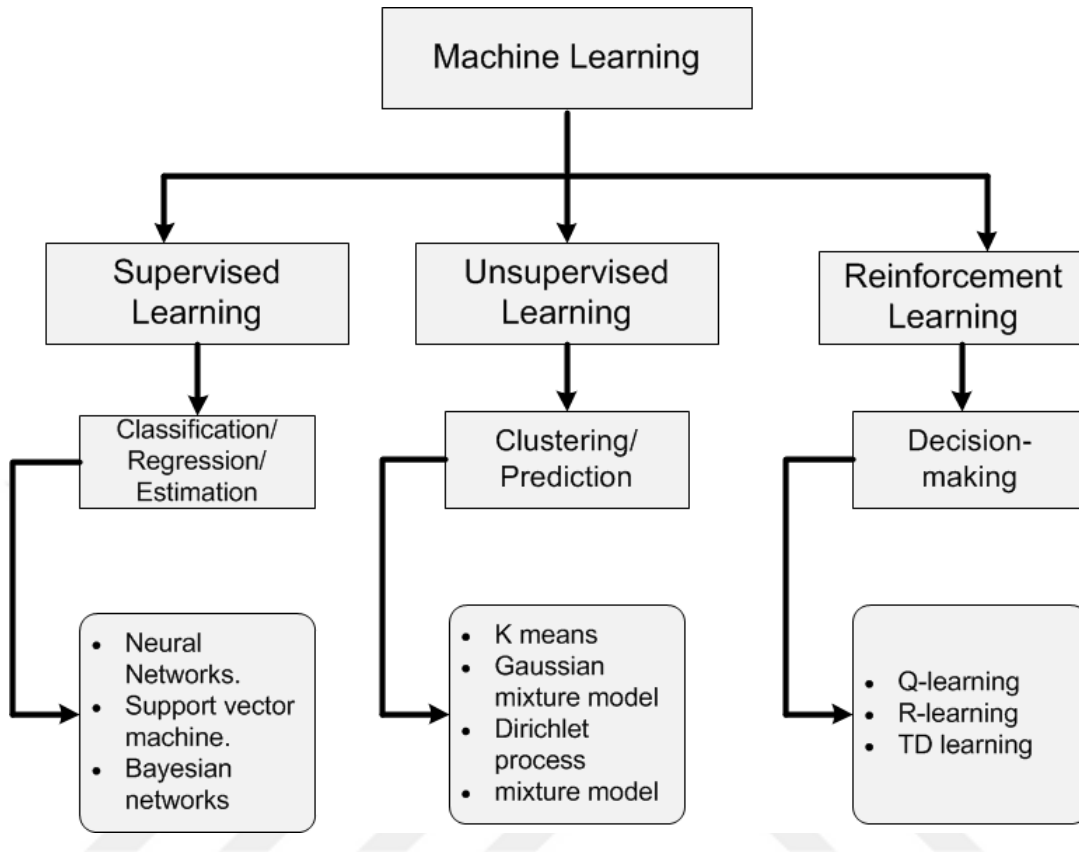 Machine Learning
Supervised
Learning
Unsupervised
Learning
Reinforcement
Learning
Classification/
Regression/
Estimation
Clustering/
Prediction
Decision-
making
• Neural
Networks.
• Support vector
machine.
• Bayesian
networks
• K means
• Gaussian
mixture model
• Dirichlet
process
• mixture model
• Q-learning
• R-learning
• TD learning